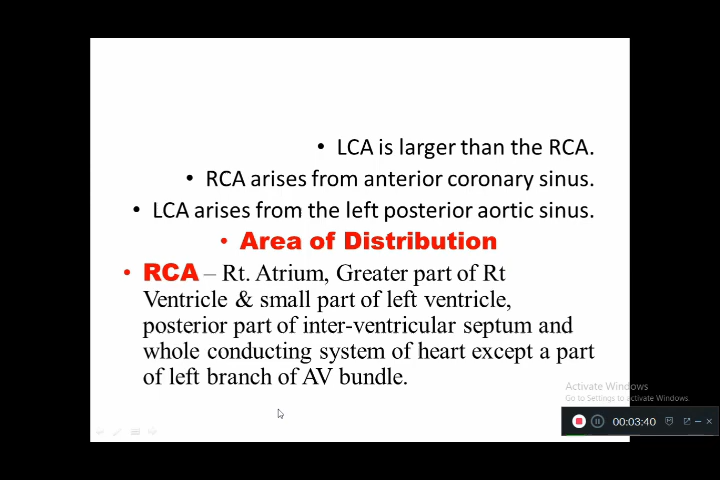 • LCA is larger than the RCA.
• RCA arises from anterior coronary sinus.
• LCA arises from the left posterior aortic sinus.
• Area of Distribution
• RCA – Rt. Atrium, Greater part of Rt
Ventricle & small part of left ventricle,
posterior part of inter-ventricular septum and
whole conducting system of heart except a part
of left branch of AV bundle.
Activate Windows
Go to Settings to activate Windows.
00:03:40